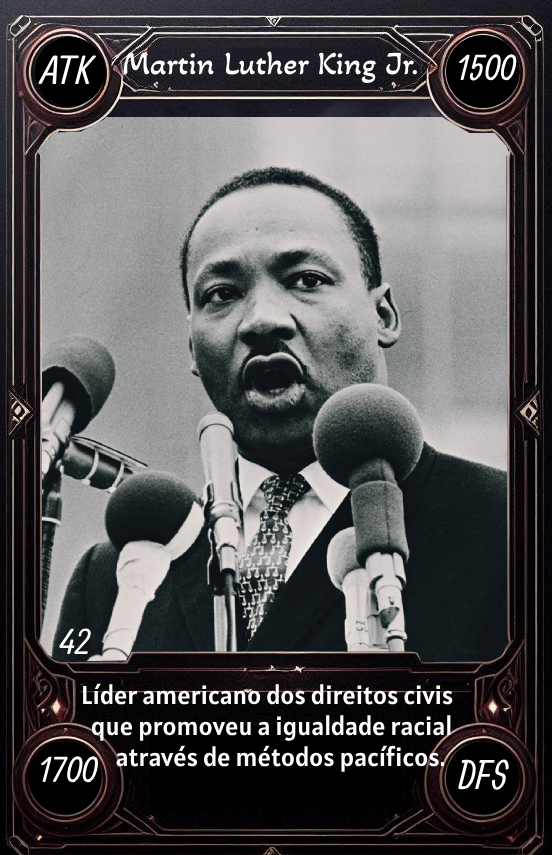 ATK
Martin Luther King Jr.
1500
42
Líder americano dos direitos civis
que promoveu a igualdade racial
através de métodos pacíficos.
1700
DFS